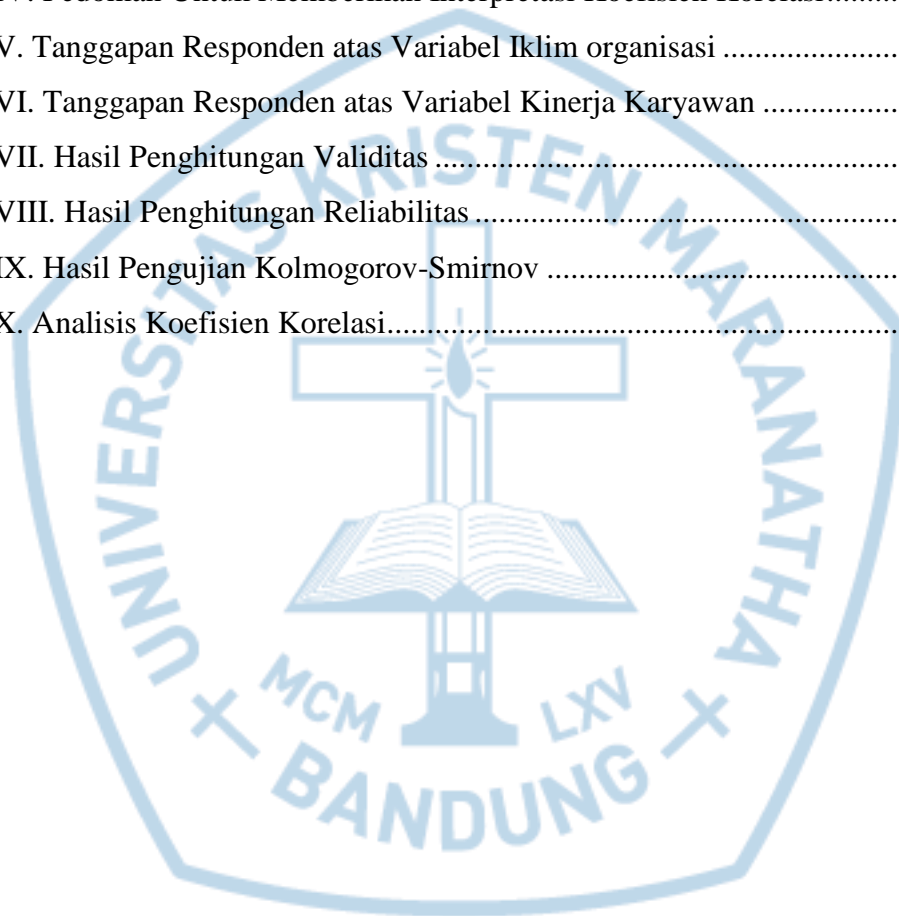 V. Tanggapan Responden atas Variabel Iklim organisasi ....................
VI. Tanggapan Responden atas Variabel Kinerja Karyawan ................
VII. Hasil Penghitungan Validitas ........................................................
VIII. Hasil Penghitungan Reliabilitas ...................................................
IX. Hasil Pengujian Kolmogorov-Smirnov ..........................................
X. Analisis Koefisien Korelasi..............................................................
UNIVERSITAS KRISTEN MARANATHA
MCM LXV
BANDUNG